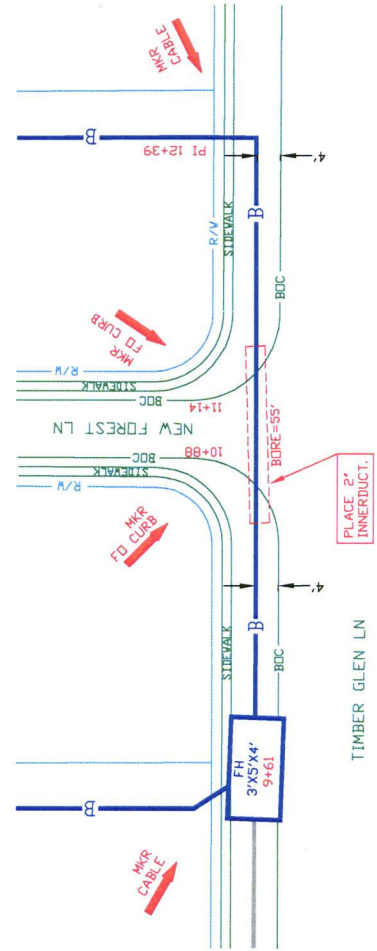 MKR
CABLE
B
PI 12+39
4'
R/W
SIDEWALK
B
BOC
MKR
FO CURB
R/W
SIDEWALK
BOC
11+14
NEW FOREST LN
10+88
BOC
SIDEWALK
R/W
BORE=55'
PLACE 2"
INNERDUCT.
MKR
FO CURB
4'
SIDEWALK
B
BOC
TIMBER GLEN LN
FH
3'X5'X4'
9+61
B
MKR
CABLE